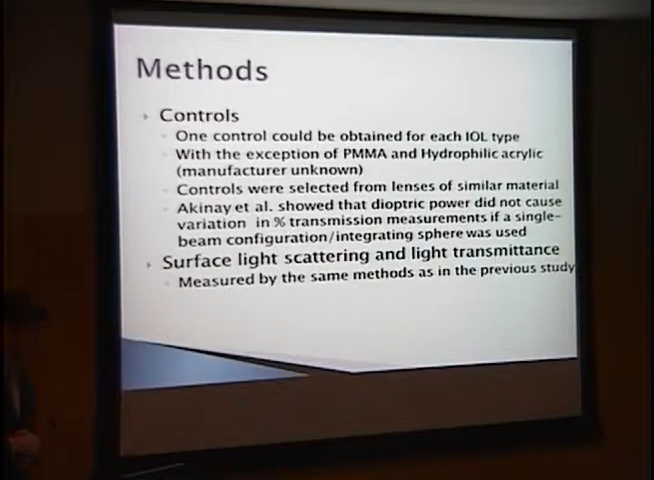 Methods
Controls
One control could be obtained for each IOL type
With the exception of PMMA and Hydrophilic acrylic
(manufacturer unknown)
Controls were selected from lenses of similar material
Akinay et al. showed that dioptric power did not cause
variation in % transmission measurements if a single-
beam configuration/integrating sphere was used
Surface light scattering and light transmittance
Measured by the same methods as in the previous study